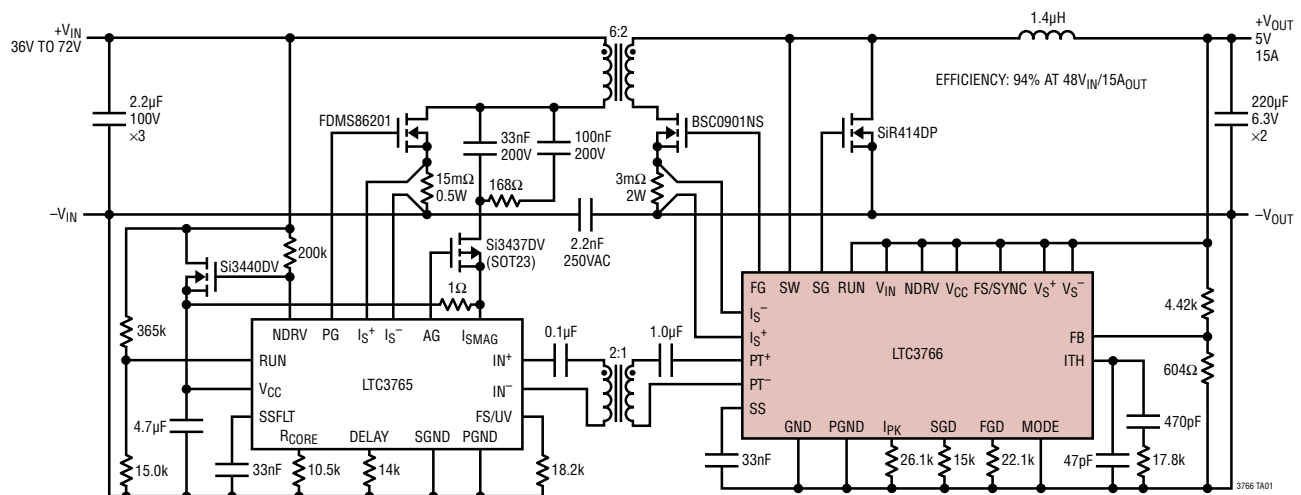 +VIN
36V TO 72V
6:2
1.4µH
+VOUT
5V
15A
EFFICIENCY: 94% AT 48VIN/15AOUT
2.2µF
100V
×3
FDMS86201
33nF
200V
100nF
200V
BSC0901NS
SiR414DP
220µF
6.3V
×2
15mΩ
0.5W
168Ω
3mΩ
2W
–VIN
–VOUT
200k
Si3440DV
Si3437DV
(SOT23)
2.2nF
250VAC
1Ω
365k
NDRV
PG
IS+
IS–
AG
ISMAG
RUN
VCC
SSFLT
LTC3765
IN+
IN–
FS/UV
RCORE
DELAY
SGND
PGND
0.1µF
2:1
1.0µF
4.7µF
15.0k
33nF
10.5k
14k
18.2k
FG
SW
SG
RUN
VIN
NDRV
VCC
FS/SYNC
VS+
VS–
IS–
IS+
PT+
PT–
SS
LTC3766
FB
ITH
GND
PGND
IPK
SGD
FGD
MODE
4.42k
604Ω
33nF
26.1k
15k
22.1k
47pF
470pF
17.8k
3766 TA01